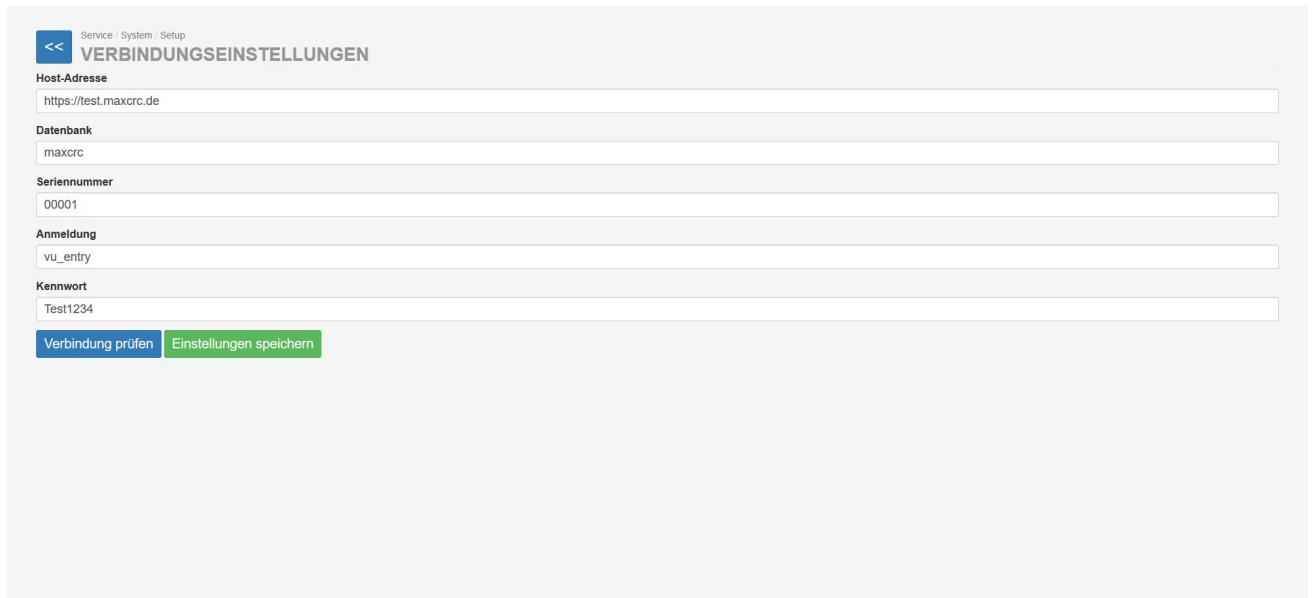 <<
Service / System / Setup
VERBINDUNGSEINSTELLUNGEN
Host-Adresse
https://test.maxcrc.de
Datenbank
maxcrc
Seriennummer
00001
Anmeldung
vu_entry
Kennwort
Test1234
Verbindung prüfen Einstellungen speichern